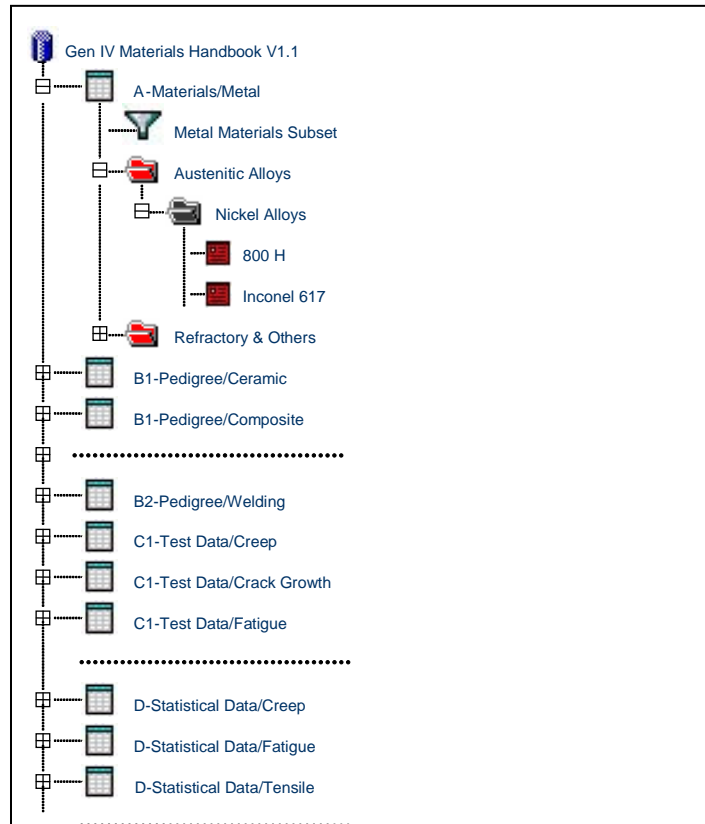 Gen IV Materials Handbook V1.1
A-Materials/Metal
Metal Materials Subset
Austenitic Alloys
Nickel Alloys
800 H
Inconel 617
Refractory & Others
B1-Pedigree/Ceramic
B1-Pedigree/Composite
B2-Pedigree/Welding
C1-Test Data/Creep
C1-Test Data/Crack Growth
C1-Test Data/Fatigue
D-Statistical Data/Creep
D-Statistical Data/Fatigue
D-Statistical Data/Tensile